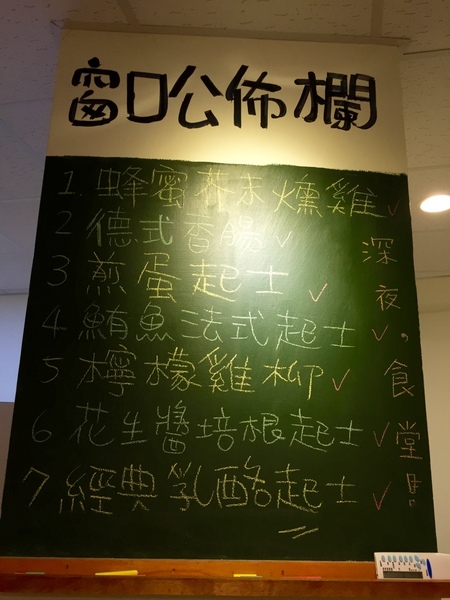 窗口公佈欄
1. 蜂蜜芥末燻雞✓
2 德式香腸✓
3 煎蛋起士✓
4 鮪魚法式起士✓
5 檸檬雞柳✓
6 花生醬培根起士✓
7 經典乳酪起士✓
深夜，食堂